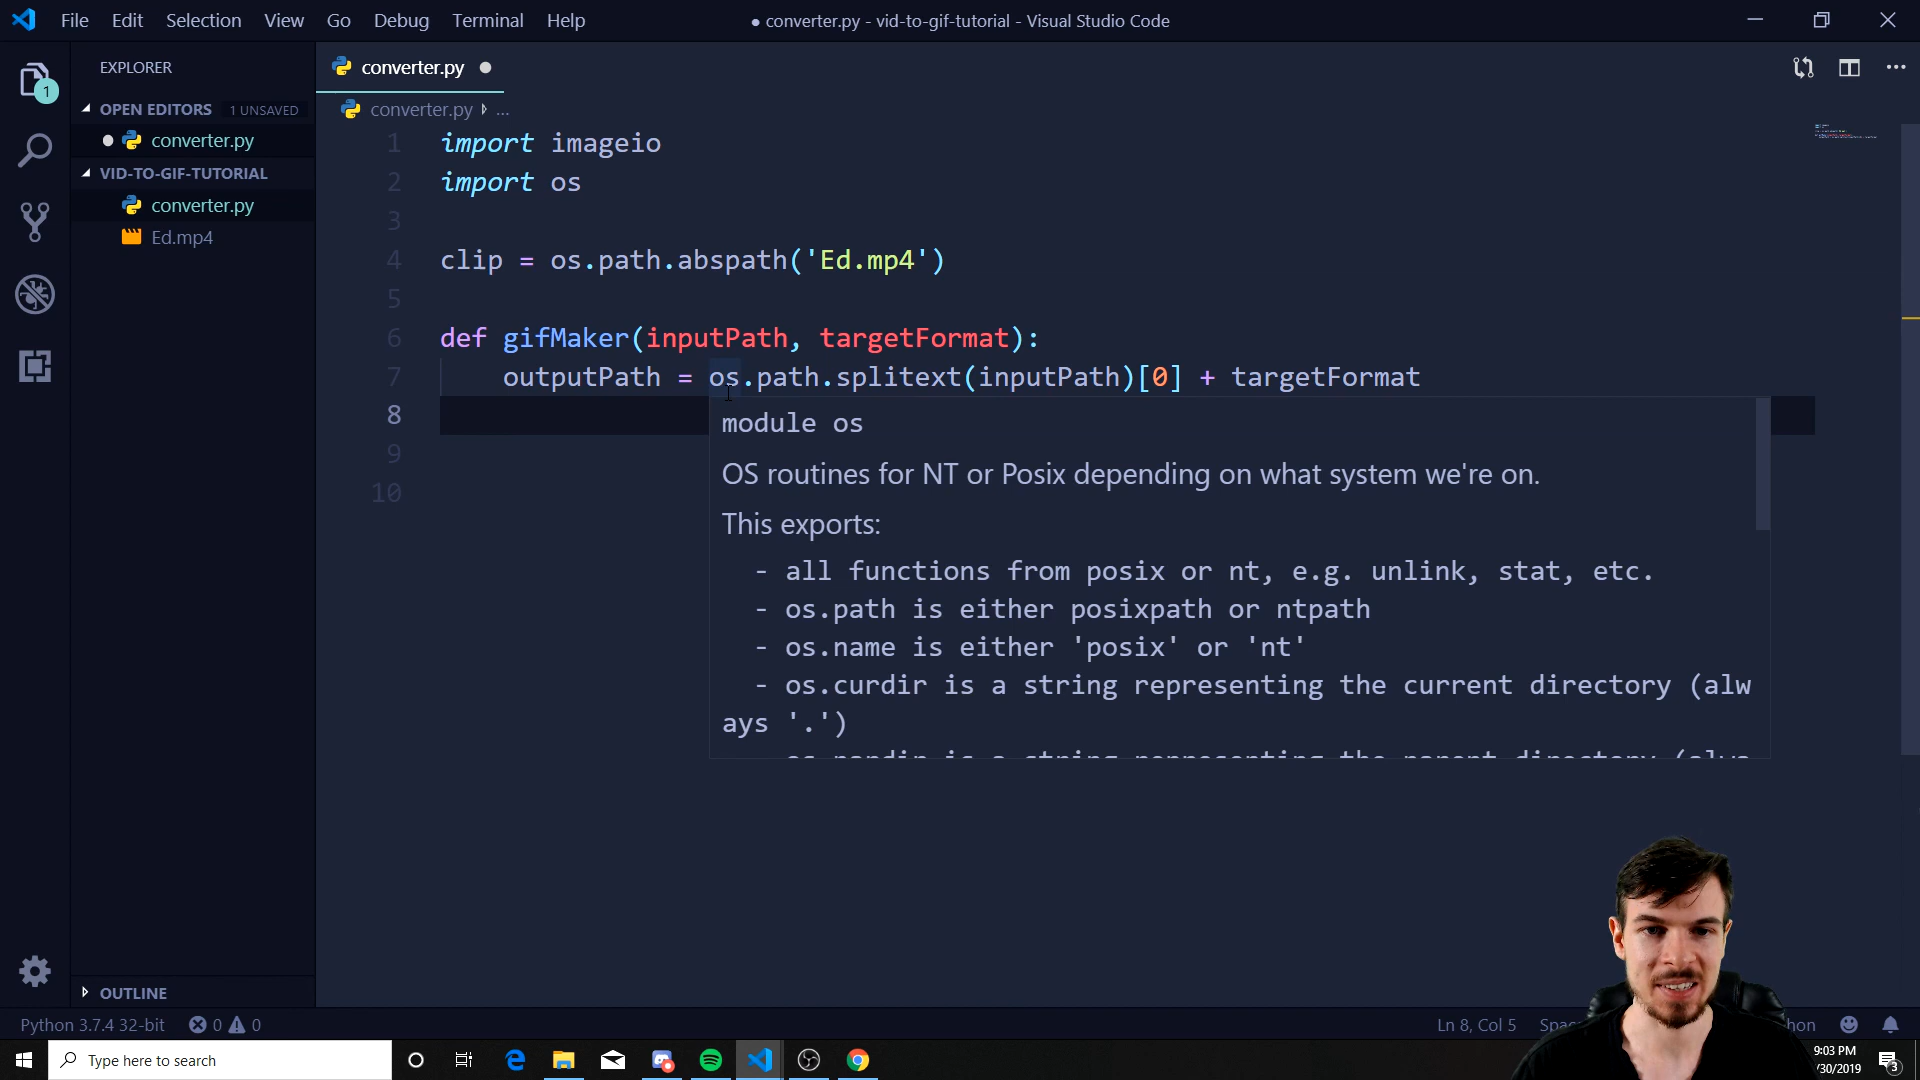 File Edit Selection View Go Debug Terminal Help
● converter.py - vid-to-gif-tutorial - Visual Studio Code
EXPLORER
OPEN EDITORS 1 UNSAVED
converter.py
VID-TO-GIF-TUTORIAL
converter.py
Ed.mp4
OUTLINE
1
converter.py
converter.py ...
1 import imageio
2 import os
3
4 clip = os.path.abspath('Ed.mp4')
5
6 def gifMaker(inputPath, targetFormat):
7 outputPath = os.path.splitext(inputPath)[0] + targetFormat
8
9
10
module os
OS routines for NT or Posix depending on what system we're on.
This exports:
- all functions from posix or nt, e.g. unlink, stat, etc.
- os.path is either posixpath or ntpath
- os.name is either 'posix' or 'nt'
- os.curdir is a string representing the current directory (alw
ays '.')
Python 3.7.4 32-bit 0 0 Ln 8, Col 5
Type here to search
9:03 PM
/30/2019
3